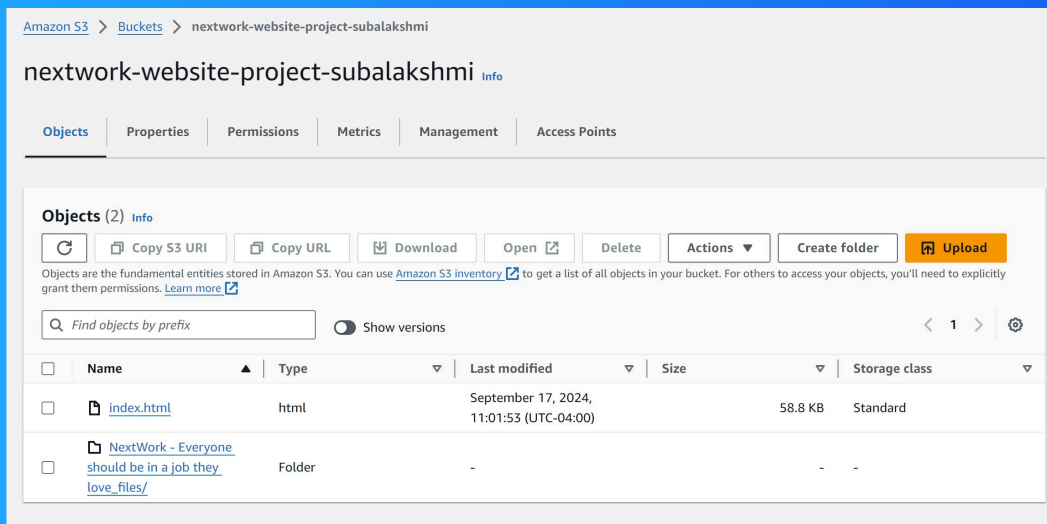 Amazon S3 > Buckets > nextwork-website-project-subalakshmi
nextwork-website-project-subalakshmi Info
Objects Properties Permissions Metrics Management Access Points
Objects (2) Info
Copy S3 URI Copy URL Download Open Delete Actions Create folder Upload
Objects are the fundamental entities stored in Amazon S3. You can use Amazon S3 inventory to get a list of all objects in your bucket. For others to access your objects, you'll need to explicitly
grant them permissions. Learn more
Find objects by prefix Show versions 1
Name Type Last modified Size Storage class
index.html html September 17, 2024, 11:01:53 (UTC-04:00) 58.8 KB Standard
NextWork - Everyone
should be in a job they
love_files/ Folder - - -